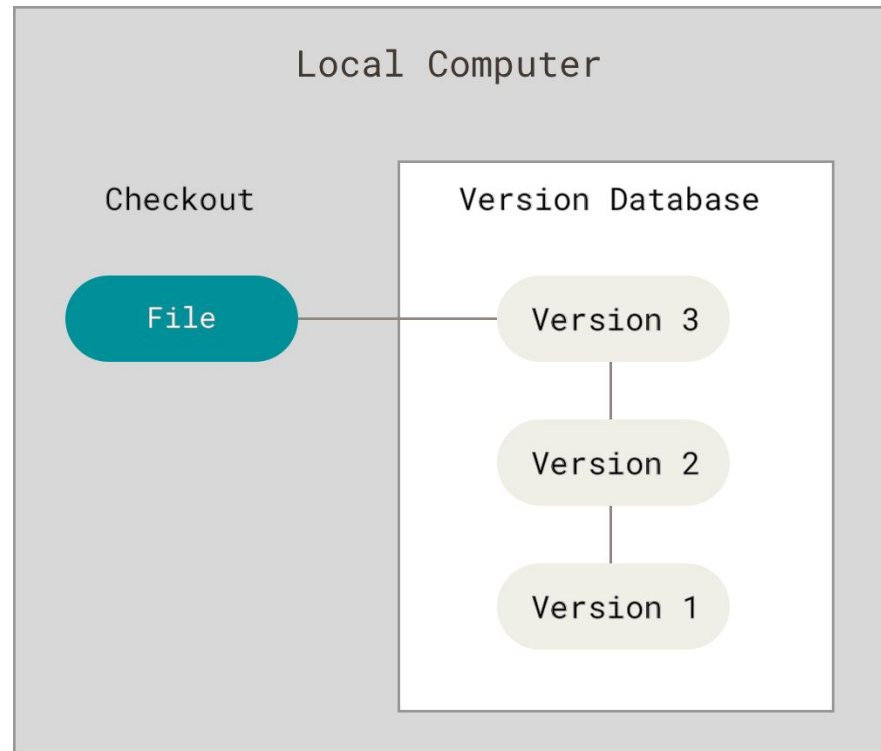 Local Computer
Checkout
Version Database
File
Version 3
Version 2
Version 1